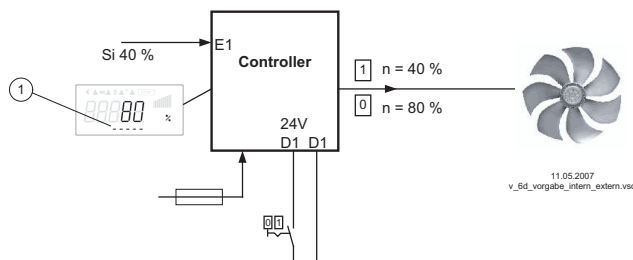 Si 40 %
E1
Controller
1 n = 40 %
0 n = 80 %
1
80
%
24V
D1 D1
0 1
11.05.2007
v_6d_vorgabe_intern_extern.vsd